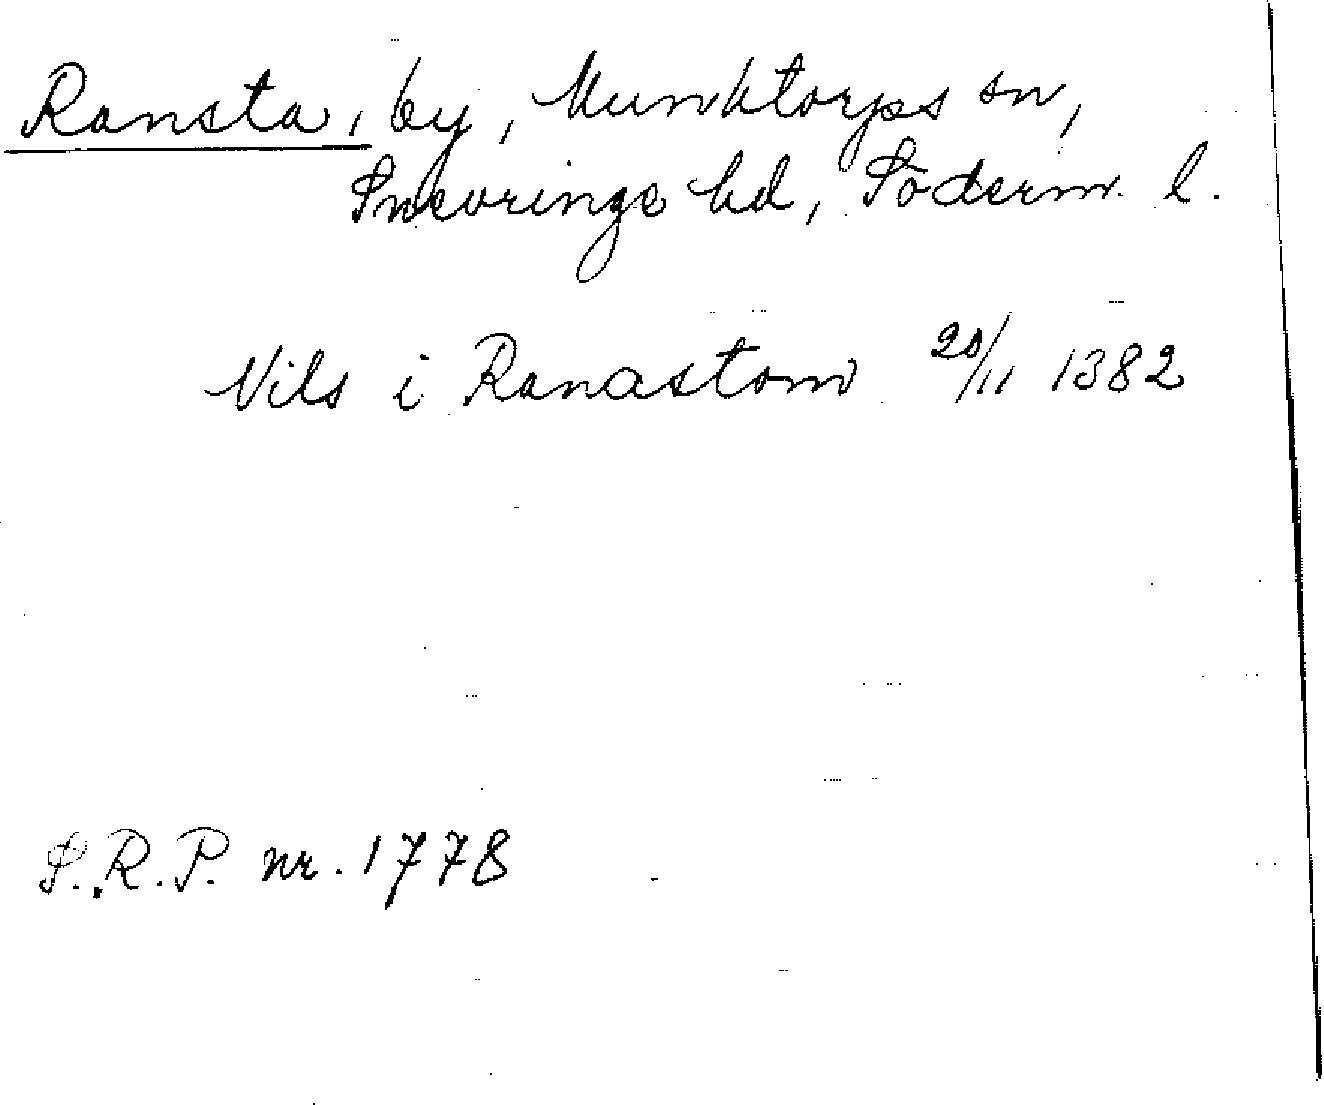 Ransta, by, Munktorps sn,
Snevringe hd, Söderm. l.
Nils i Ranastom 20/11 1382
S.R.P. nr. 1778